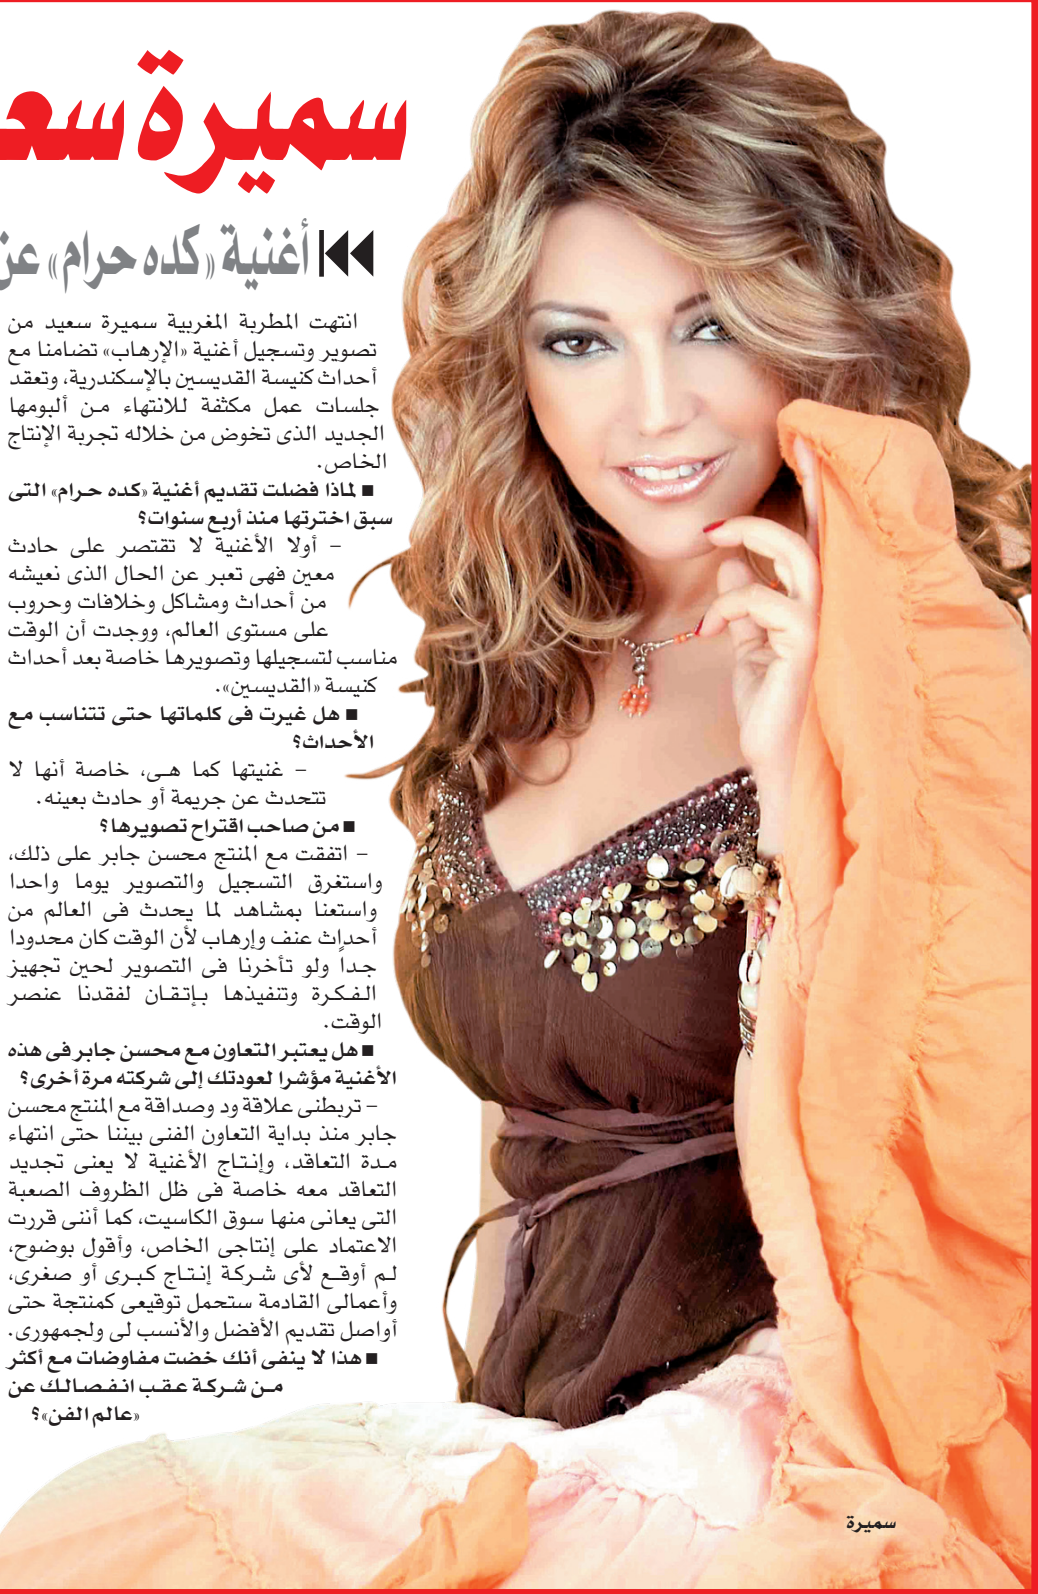 سميرة سعـ
أغنية «كده حرام» عن
انتهت المطربة المغربية سميرة سعيد من
تصوير وتسجيل أغنية «الإرهاب» تضامنا مع
أحداث كنيسة القديسين بالإسكندرية، وتعقد
جلسات عمل مكثفة للانتهاء من ألبومها
الجديد الذى تخوض من خلاله تجربة الإنتاج
الخاص.
■ لماذا فضلت تقديم أغنية «كده حرام» التى
سبق اخترتها منذ أربع سنوات؟
– أولا الأغنية لا تقتصر على حادث
معين فهى تعبر عن الحال الذى نعيشه
من أحداث ومشاكل وخلافات وحروب
على مستوى العالم، ووجدت أن الوقت
مناسب لتسجيلها وتصويرها خاصة بعد أحداث
كنيسة «القديسين».
■ هل غيرت فى كلماتها حتى تتناسب مع
الأحداث؟
– غنيتها كما هى، خاصة أنها لا
تتحدث عن جريمة أو حادث بعينه.
■ من صاحب اقتراح تصويرها؟
– اتفقت مع المنتج محسن جابر على ذلك،
واستغرق التسجيل والتصوير يوما واحدا
واستعنا بمشاهد لما يحدث فى العالم من
أحداث عنف وإرهاب لأن الوقت كان محدودا
جداً ولو تأخرنا فى التصوير لحين تجهيز
الفكرة وتنفيذها بإتقان لفقدنا عنصر
الوقت.
■ هل يعتبر التعاون مع محسن جابر فى هذه
الأغنية مؤشرا لعودتك إلى شركته مرة أخرى؟
– تربطنى علاقة ود وصداقة مع المنتج محسن
جابر منذ بداية التعاون الفنى بيننا حتى انتهاء
مدة التعاقد، وإنتاج الأغنية لا يعنى تجديد
التعاقد معه خاصة فى ظل الظروف الصعبة
التى يعانى منها سوق الكاسيت، كما أننى قررت
الاعتماد على إنتاجى الخاص، وأقول بوضوح،
لم أوقع لأى شركة إنتاج كبرى أو صغرى،
وأعمالى القادمة ستحمل توقيعى كمنتجة حتى
أواصل تقديم الأفضل والأنسب لى ولجمهورى.
■ هذا لا ينفى أنك خضت مفاوضات مع أكثر
من شركة عقب انفصالك عن
«عالم الفن»؟
سميرة